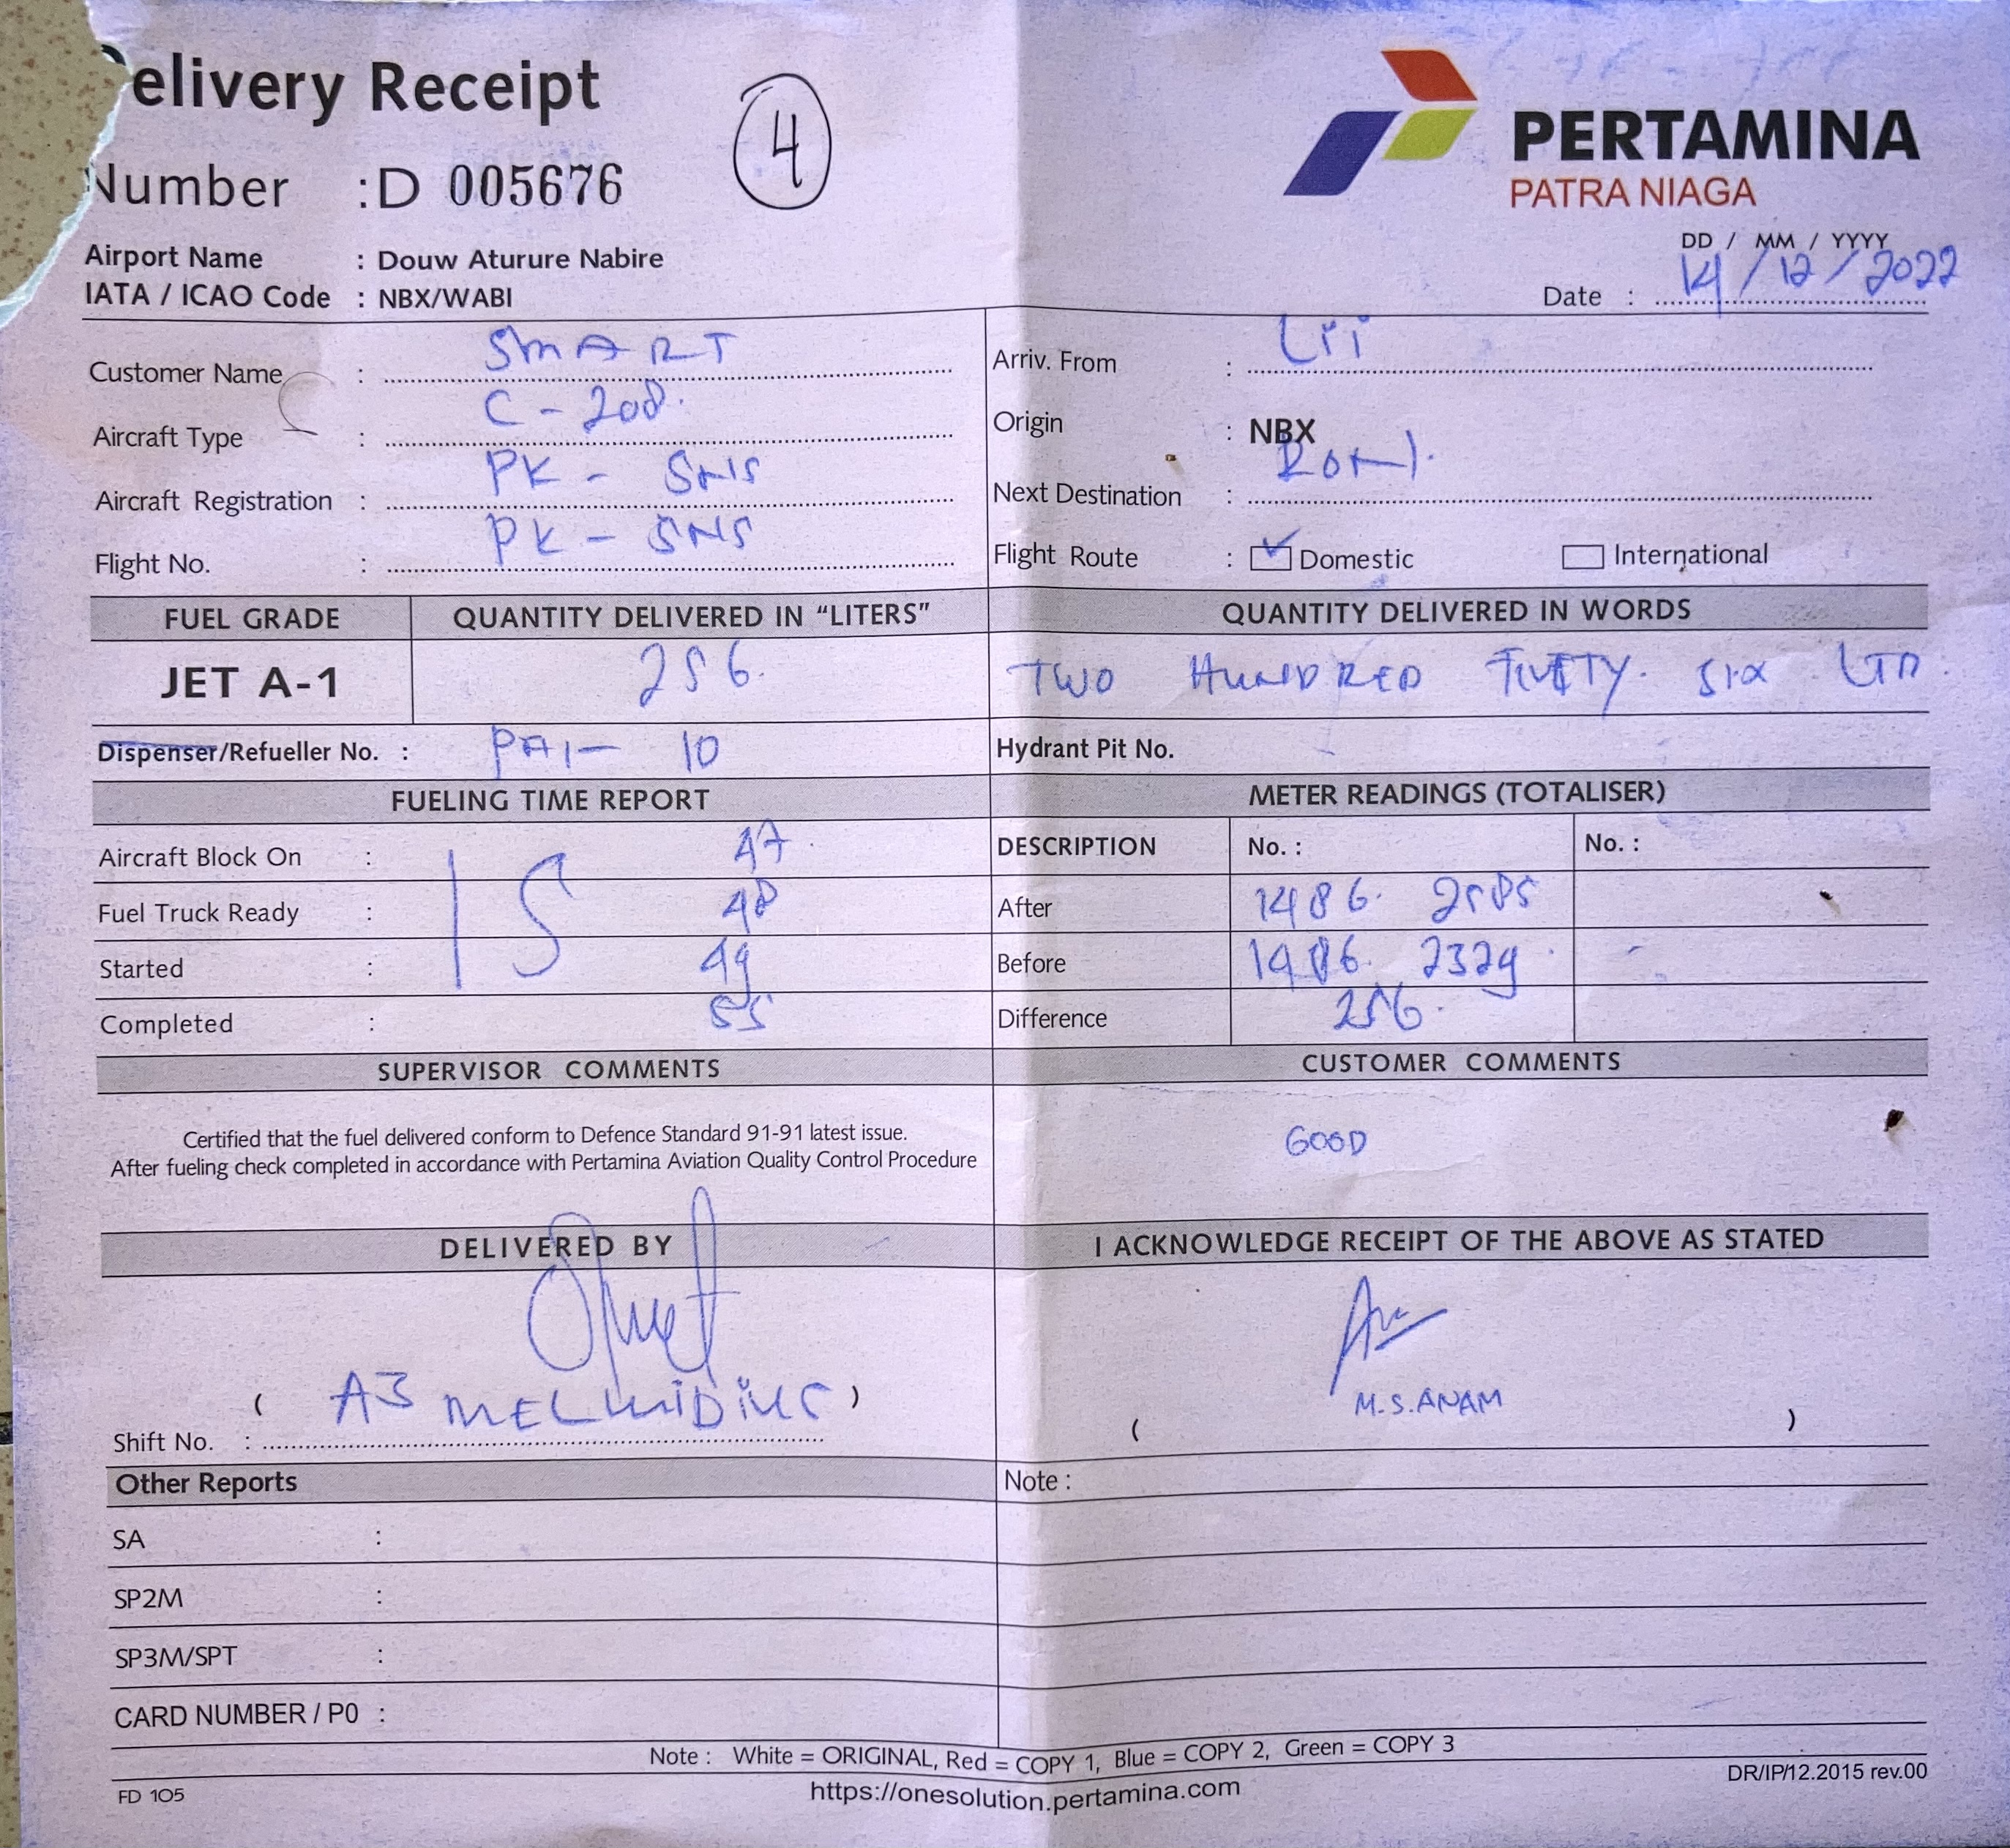 elivery Receipt
4
Number : D 005676
PERTAMINA
PATRA NIAGA
Airport Name : Douw Aturure Nabire
IATA / ICAO Code : NBX/WABI
DD / MM / YYYY
Date : 14/12/2022
Customer Name : SMART
Aircraft Type : C-208.
Aircraft Registration : PK - SNS
Flight No. : PK - SNS
Arriv. From :
Origin : NBX
Next Destination :
Flight Route : Domestic International
FUEL GRADE QUANTITY DELIVERED IN "LITERS" QUANTITY DELIVERED IN WORDS
JET A-1 256. TWO HUNDRED SIX
Dispenser/Refueller No. : 10 Hydrant Pit No.
FUELING TIME REPORT
Aircraft Block On : 47
Fuel Truck Ready : 15 48
Started : 49
Completed : 55
METER READINGS (TOTALISER)
DESCRIPTION No. : No. :
After 1486. 2585
Before 1486. 2329
Difference 256.
SUPERVISOR COMMENTS
Certified that the fuel delivered conform to Defence Standard 91-91 latest issue.
After fueling check completed in accordance with Pertamina Aviation Quality Control Procedure
CUSTOMER COMMENTS
GOOD
DELIVERED BY
( A3 )
Shift No. :
I ACKNOWLEDGE RECEIPT OF THE ABOVE AS STATED
M.S.ANAM
( )
Other Reports
SA :
SP2M :
SP3M/SPT :
CARD NUMBER / P0 :
Note :
Note : White = ORIGINAL, Red = COPY 1, Blue = COPY 2, Green = COPY 3
FD 105
https://onesolution.pertamina.com
DR/IP/12.2015 rev.00